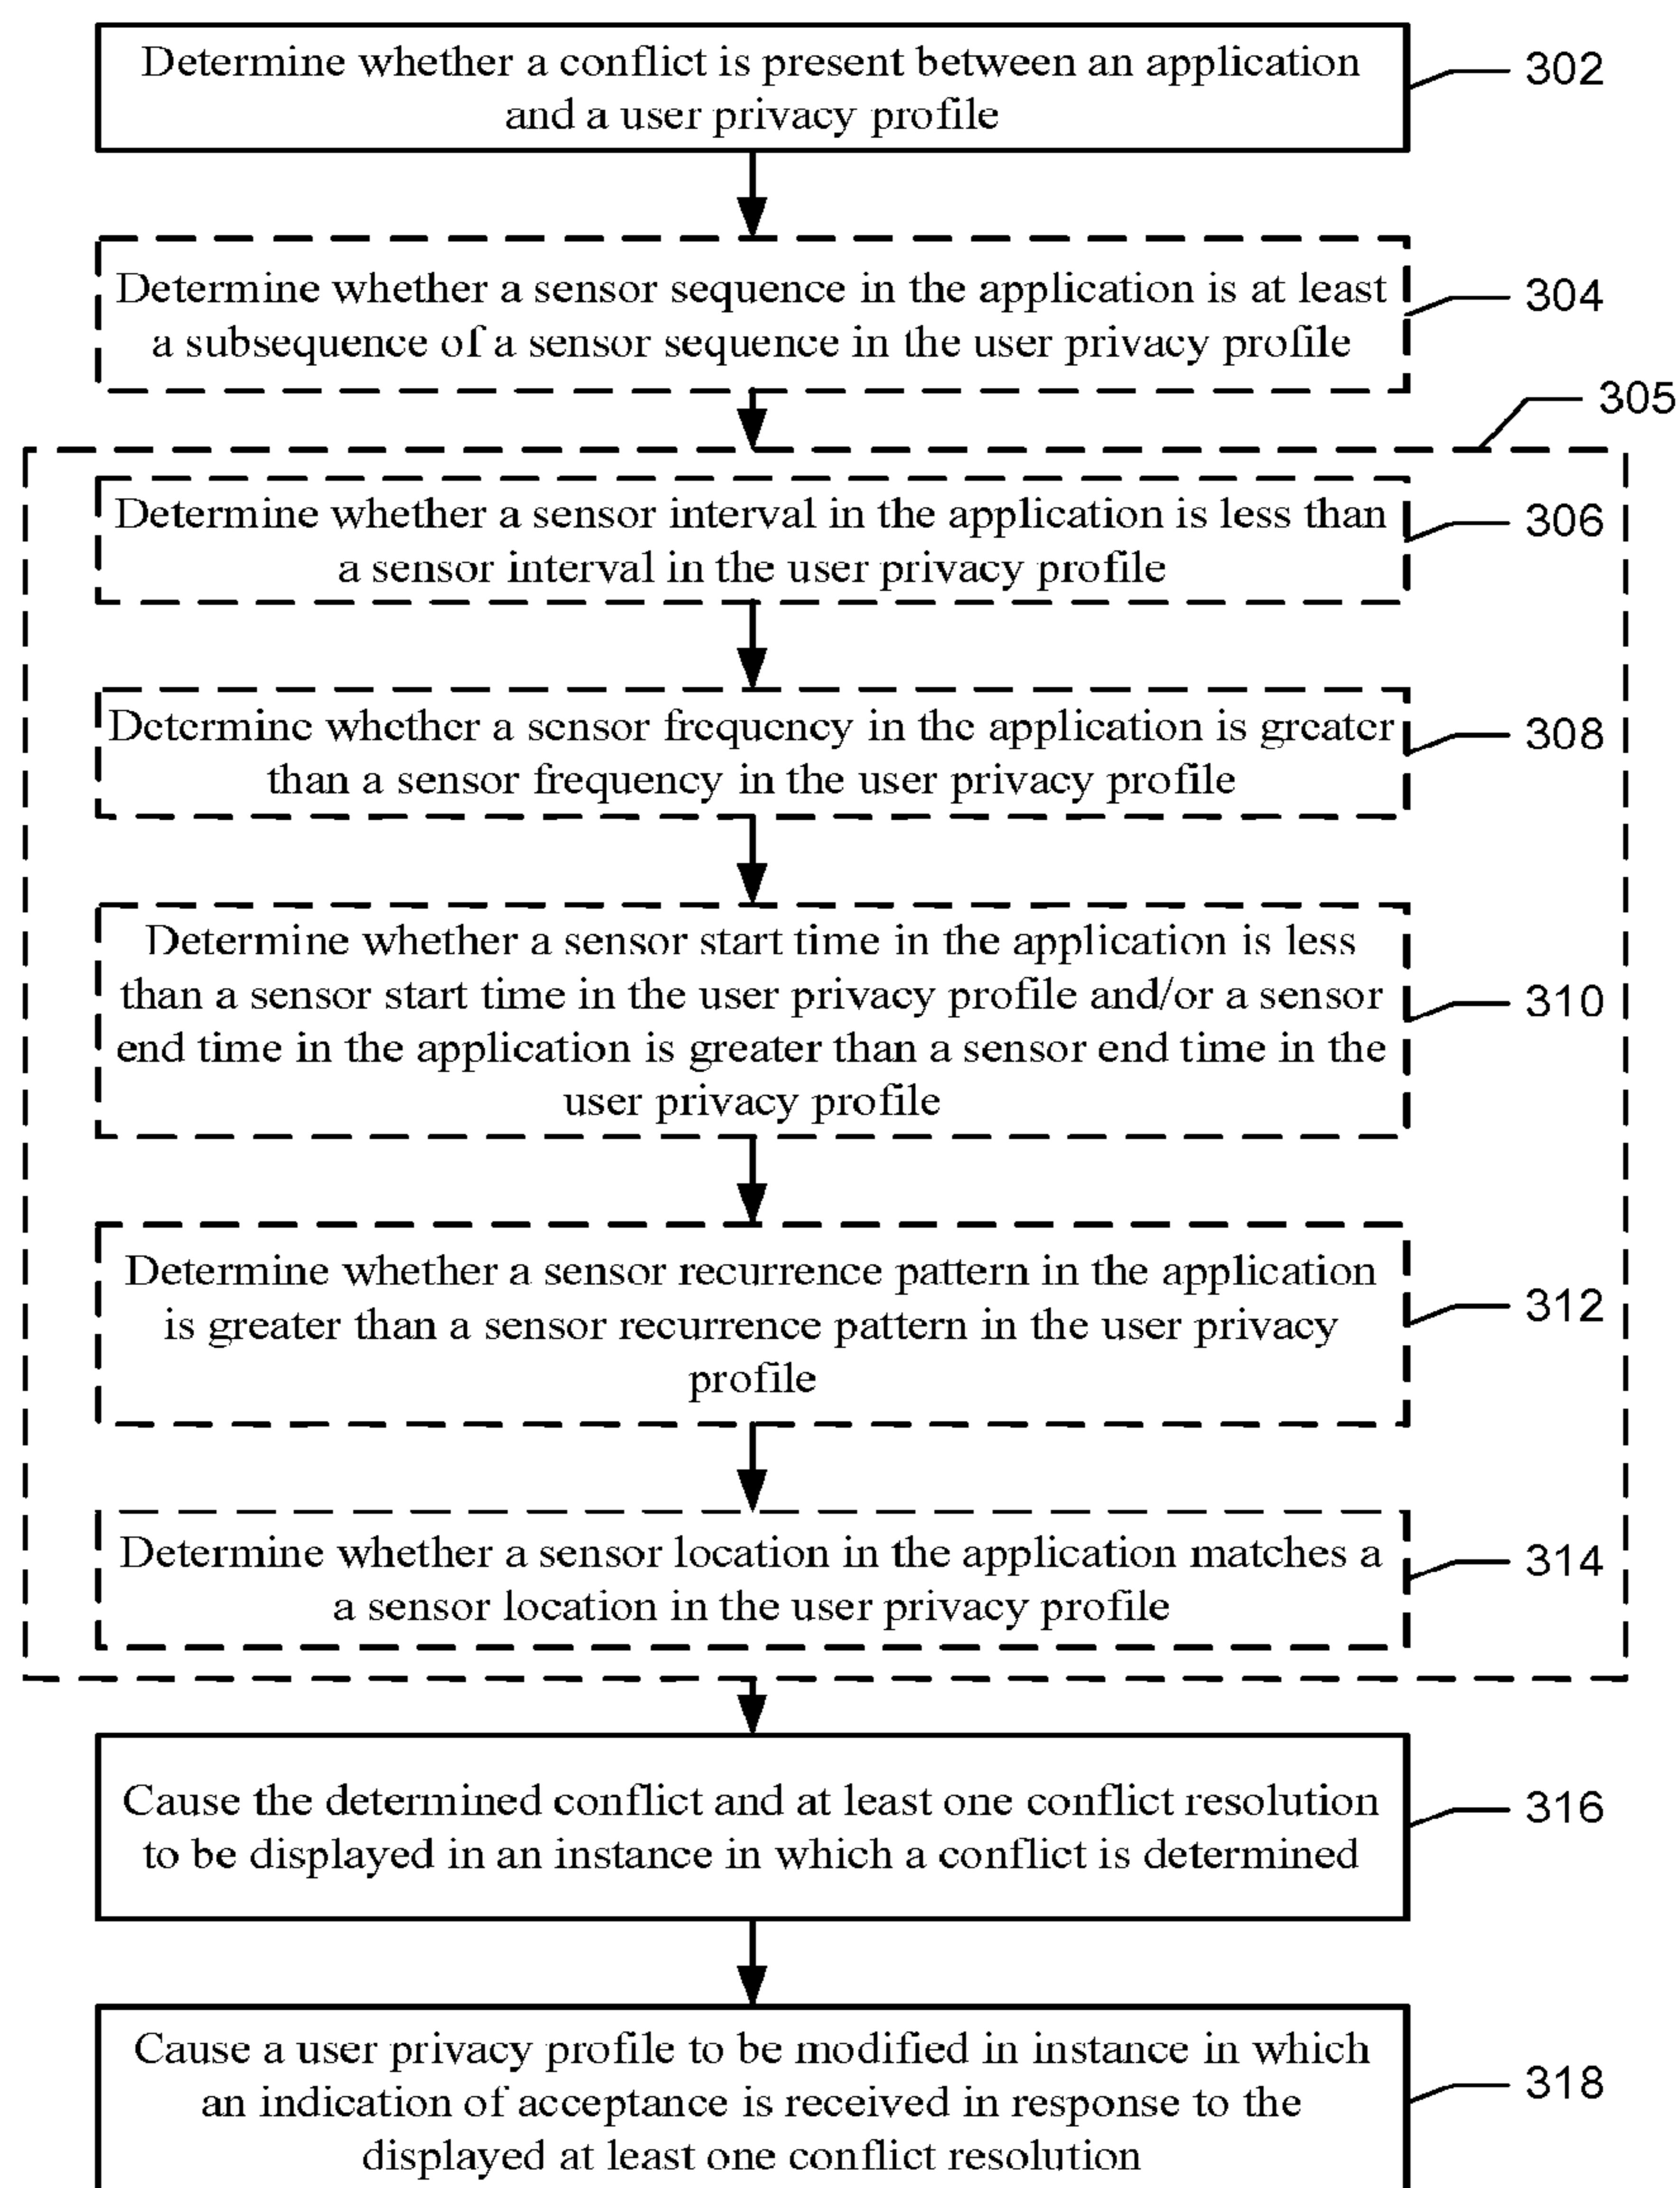 Determine whether a conflict is present between an application
and a user privacy profile
302
Determine whether a sensor sequence in the application is at least
a subsequence of a sensor sequence in the user privacy profile
304
305
Determine whether a sensor interval in the application is less than
a sensor interval in the user privacy profile
306
Determine whether a sensor frequency in the application is greater
than a sensor frequency in the user privacy profile
308
Determine whether a sensor start time in the application is less
than a sensor start time in the user privacy profile and/or a sensor
end time in the application is greater than a sensor end time in the
user privacy profile
310
Determine whether a sensor recurrence pattern in the application
is greater than a sensor recurrence pattern in the user privacy
profile
312
Determine whether a sensor location in the application matches a
a sensor location in the user privacy profile
314
Cause the determined conflict and at least one conflict resolution
to be displayed in an instance in which a conflict is determined
316
Cause a user privacy profile to be modified in instance in which
an indication of acceptance is received in response to the
displayed at least one conflict resolution
318